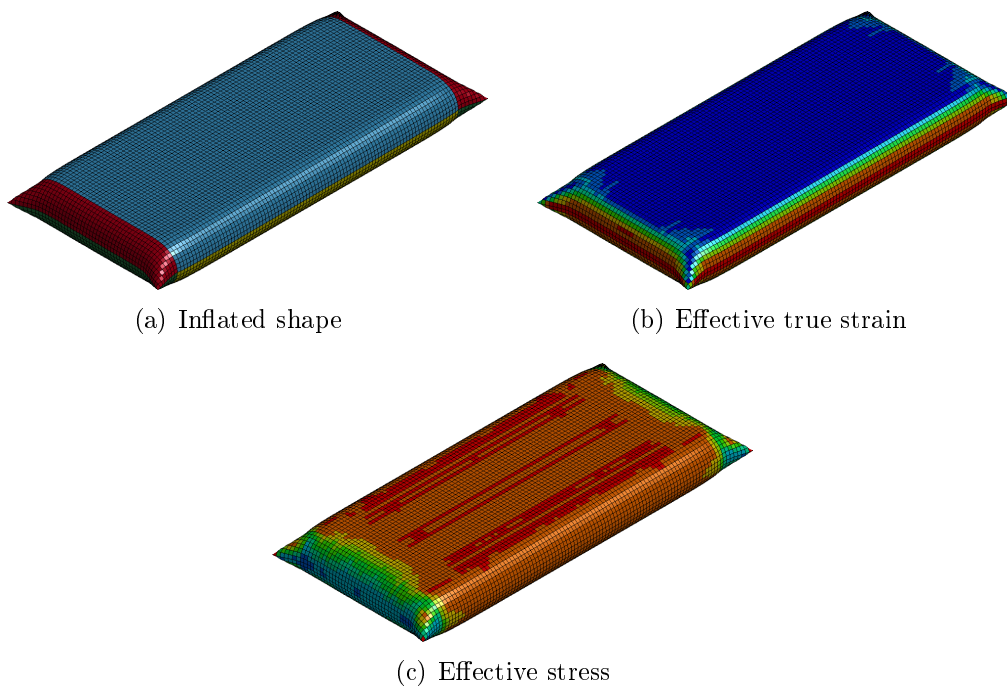 (a) Inflated shape
(b) Effective true strain
(c) Effective stress